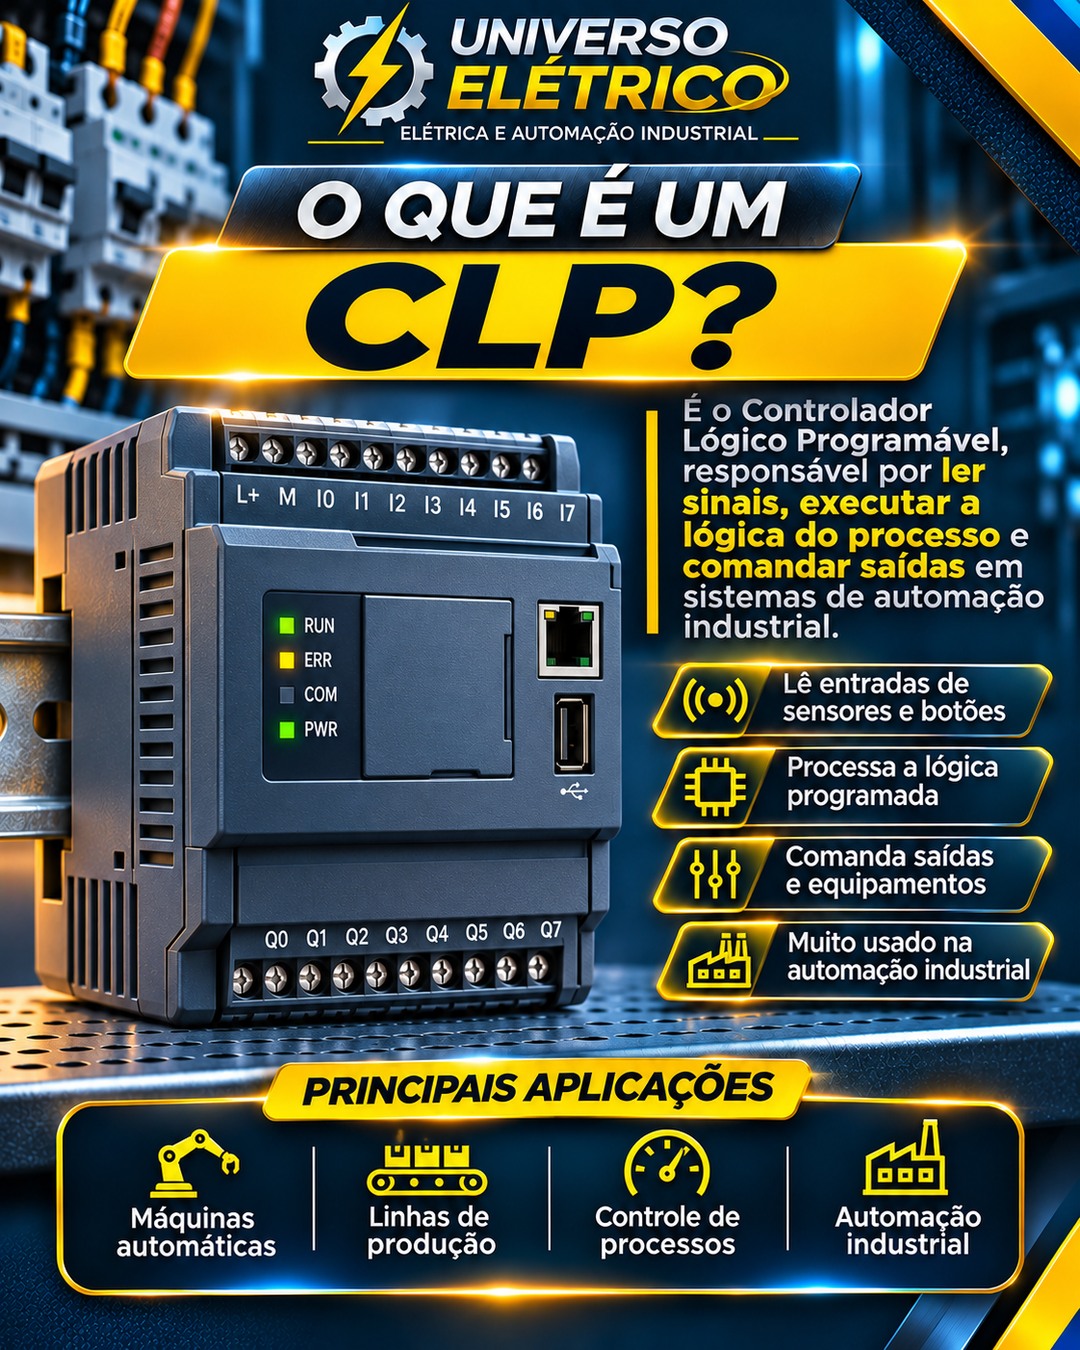 UNIVERSO
ELÉTRICO
ELÉTRICA E AUTOMAÇÃO INDUSTRIAL
O QUE É UM
CLP?
É o Controlador
Lógico Programável,
responsável por ler
sinais, executar a
lógica do processo e
comandar saídas em
sistemas de automação
industrial.
L+ M I0 I1 I2 I3 I4 I5 I6 I7
RUN
ERR
COM
PWR
Q0 Q1 Q2 Q3 Q4 Q5 Q6 Q7
Lê entradas de
sensores e botões
Processa a lógica
programada
Comanda saídas
e equipamentos
Muito usado na
automação industrial
PRINCIPAIS APLICAÇÕES
Máquinas
automáticas
Linhas de
produção
Controle de
processos
Automação
industrial